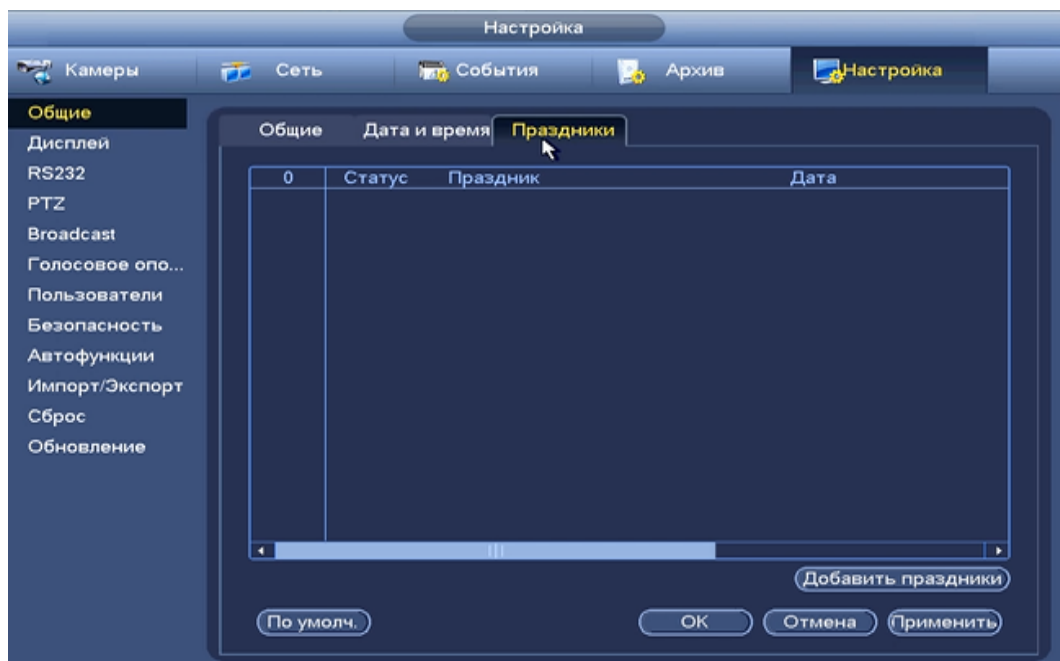 Настройка
Камеры Сеть События Архив Настройка
Общие
Дисплей
RS232
PTZ
Broadcast
Голосовое опо...
Пользователи
Безопасность
Автофункции
Импорт/Экспорт
Сброс
Обновление
Общие Дата и время Праздники
0 Статус Праздник Дата
Добавить праздники
По умолч. OK Отмена Применить